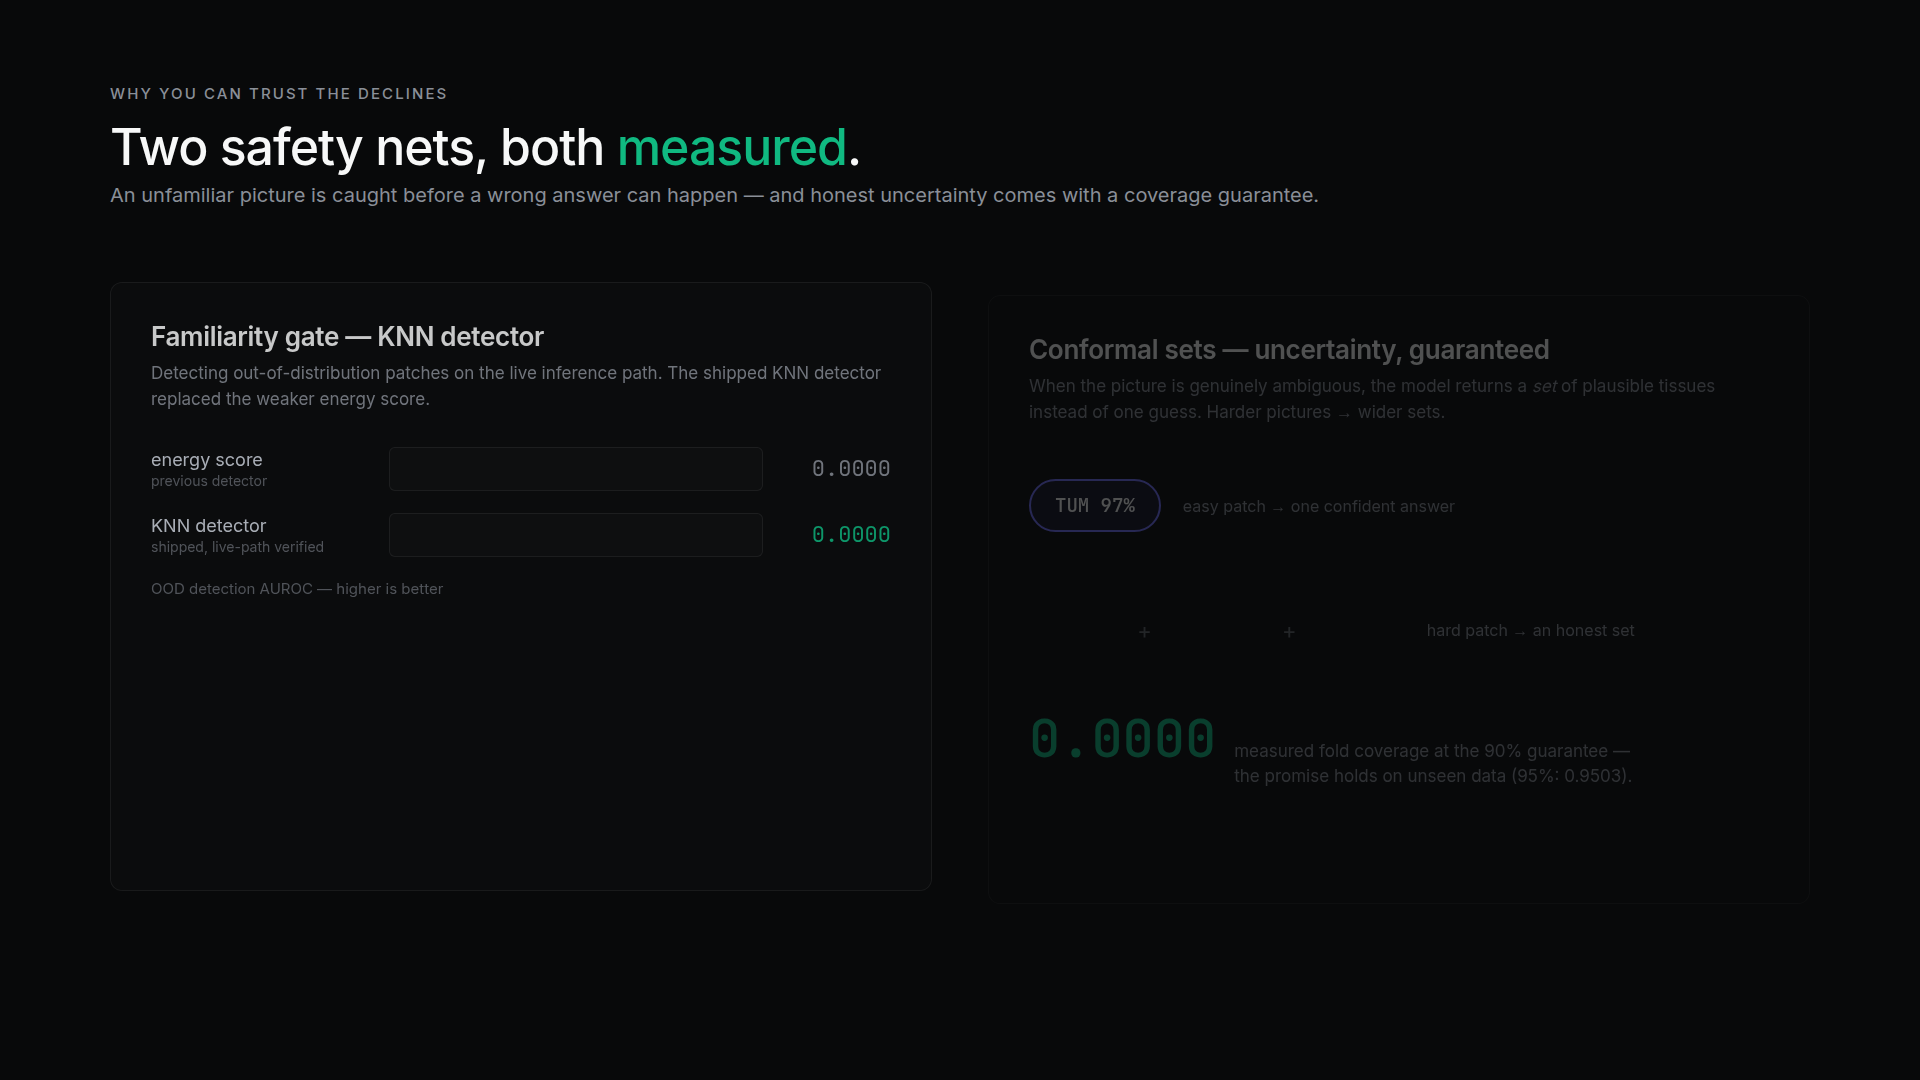 WHY YOU CAN TRUST THE DECLINES
Two safety nets, both measured.
An unfamiliar picture is caught before a wrong answer can happen — and honest uncertainty comes with a coverage guarantee.
Familiarity gate — KNN detector
Detecting out-of-distribution patches on the live inference path. The shipped KNN detector
replaced the weaker energy score.
energy score
previous detector
0.0000
KNN detector
shipped, live-path verified
0.0000
OOD detection AUROC — higher is better
Conformal sets — uncertainty, guaranteed
When the picture is genuinely ambiguous, the model returns a set of plausible tissues
instead of one guess. Harder pictures → wider sets.
TUM 97%
easy patch → one confident answer
+ + hard patch → an honest set
0.0000
measured fold coverage at the 90% guarantee —
the promise holds on unseen data (95%: 0.9503).